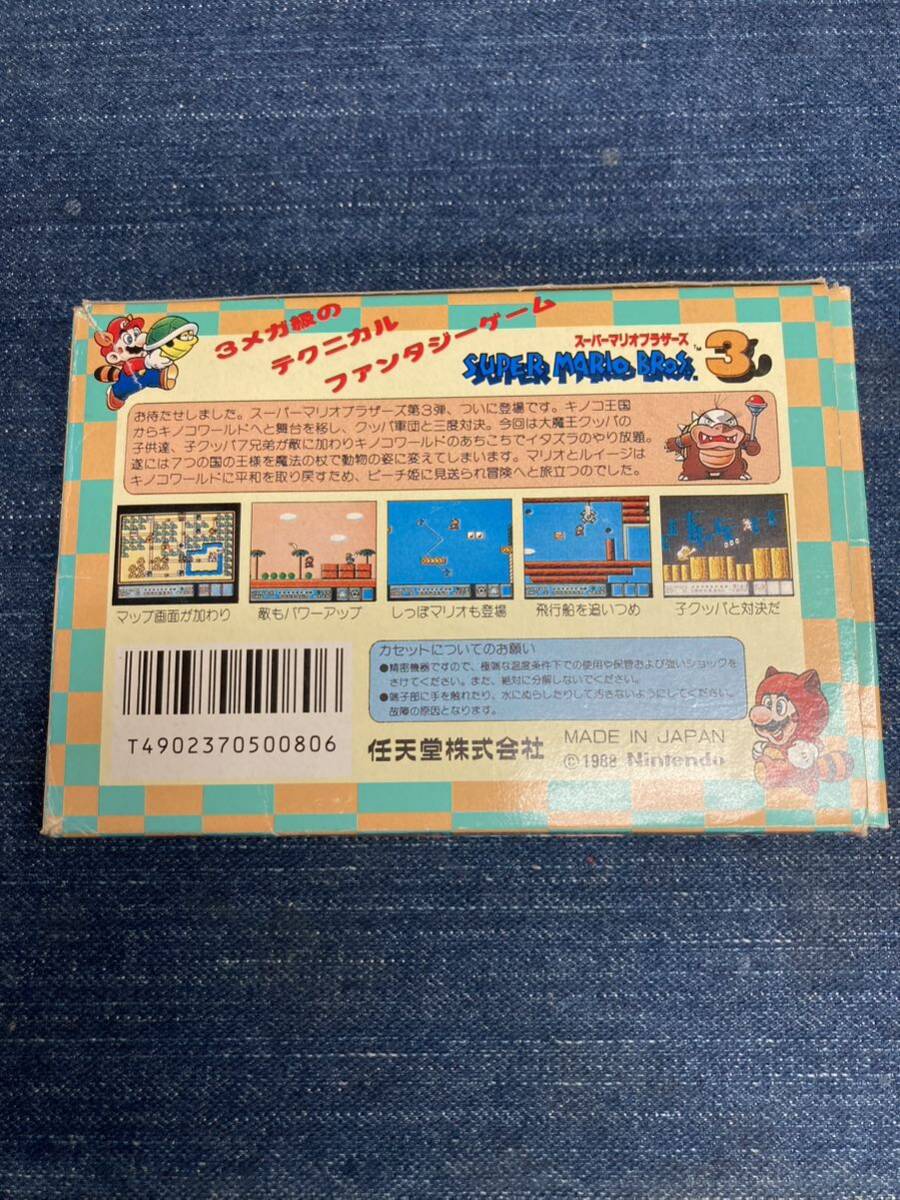 3メガ級の
テクニカル
ファンタジーゲーム
スーパーマリオブラザーズ™
SUPER MARIO BROS. 3
お待たせしました。スーパーマリオブラザーズ第3弾、ついに登場です。キノコ王国
からキノコワールドへと舞台を移し、クッパ軍団と三度対決。今回は大魔王クッパの
子供達、子クッパ7兄弟が敵に加わりキノコワールドのあちこちでイタズラのやり放題。
遂には7つの国の王様を魔法の杖で動物の姿に変えてしまいます。マリオとルイージは
キノコワールドに平和を取り戻すため、ピーチ姫に見送られ冒険へと旅立つのでした。
マップ画面が加わり
敵もパワーアップ
しっぽマリオも登場
飛行船を追いつめ
子クッパと対決だ
カセットについてのお願い
●精密機器ですので、極端な温度条件下での使用や保管および強いショックを
さけてください。また、絶対に分解しないでください。
●端子部に手を触れたり、水にぬらしたりして汚さないようにしてください。
故障の原因となります。
T4902370500806
任天堂株式会社
MADE IN JAPAN
©1988 Nintendo